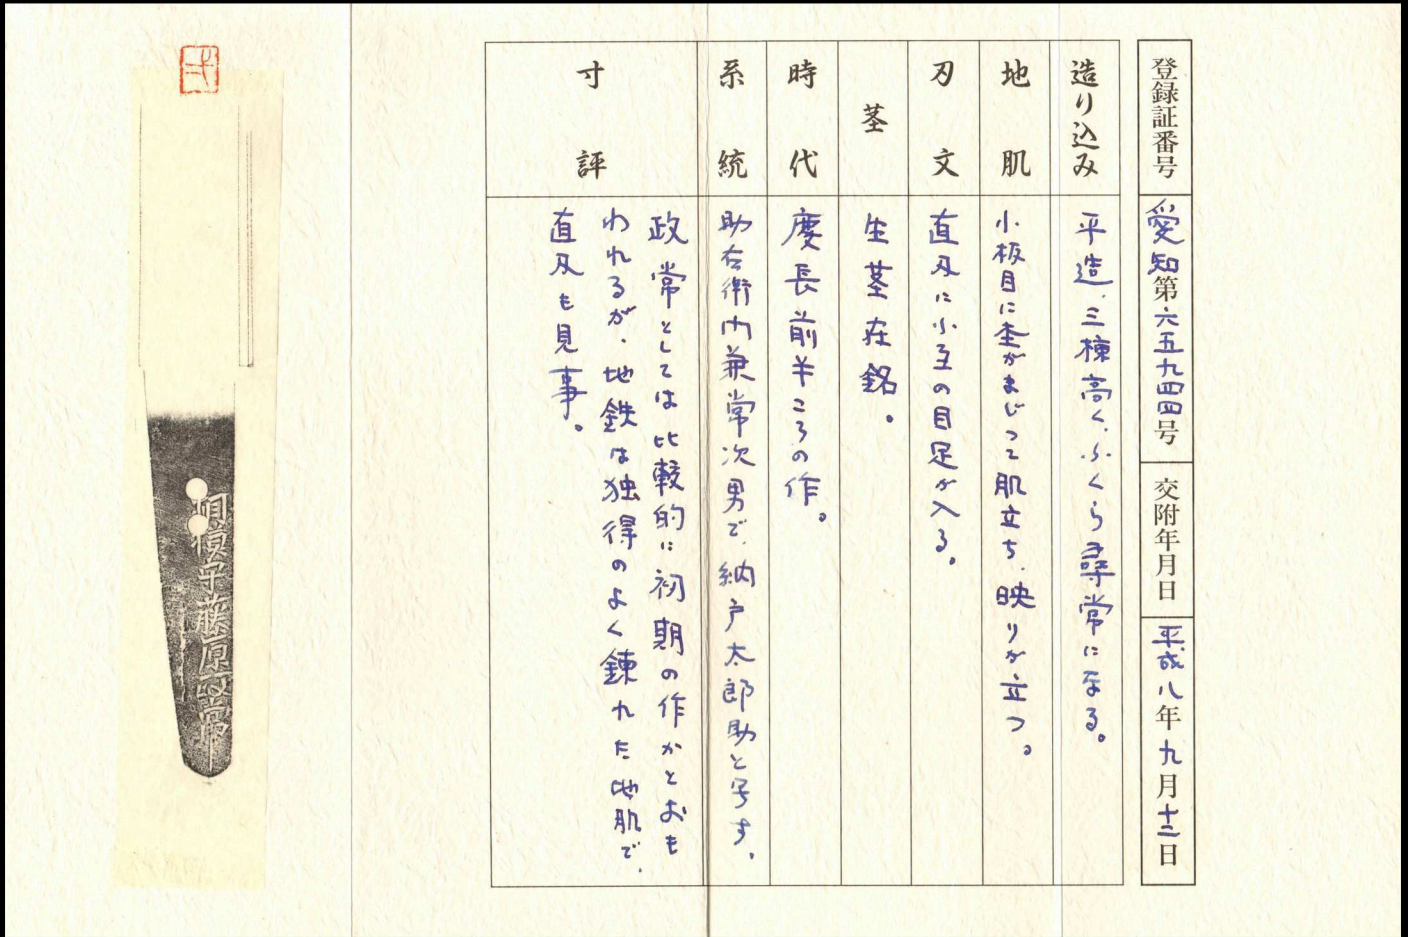 登録証番号 愛知第六五九四四号 交附年月日 平成八年九月十二日
造り込み 平造、三棟高く、ふくら尋常になる。
地肌 小板目に杢がまじって肌立ち、映りが立つ。
刃文 直刃に小互の目足が入る。
茎 生茎在銘。
時代 慶長前半ころの作。
系統 助右衛門兼常次男で、納戸太郎助と号す。
寸評 政常としては比較的に初期の作かとおも
われるが、地鉄は独得のよく錬れた地肌で、
直刃も見事。
相模守藤原政常